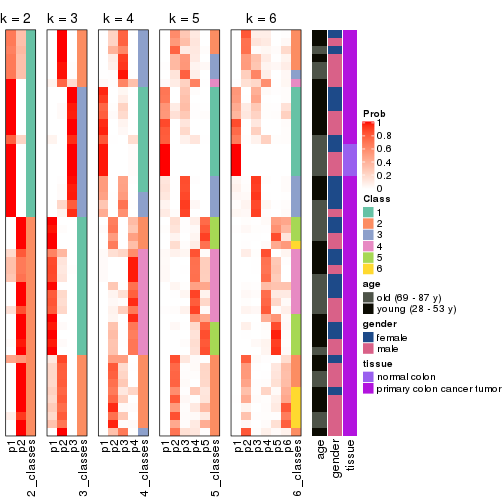 k = 2 k = 3 k = 4 k = 5 k = 6
p1 p2 2_classes p1 p2 p3 3_classes p1 p2 p3 p4 4_classes p1 p2 p3 p4 p5 5_classes p1 p2 p3 p4 p5 p6 6_classes age gender tissue
Prob
1
0.8
0.6
0.4
0.2
0
Class
1
2
3
4
5
6
age
old (69 - 87 y)
young (28 - 53 y)
gender
female
male
tissue
normal colon
primary colon cancer tumor